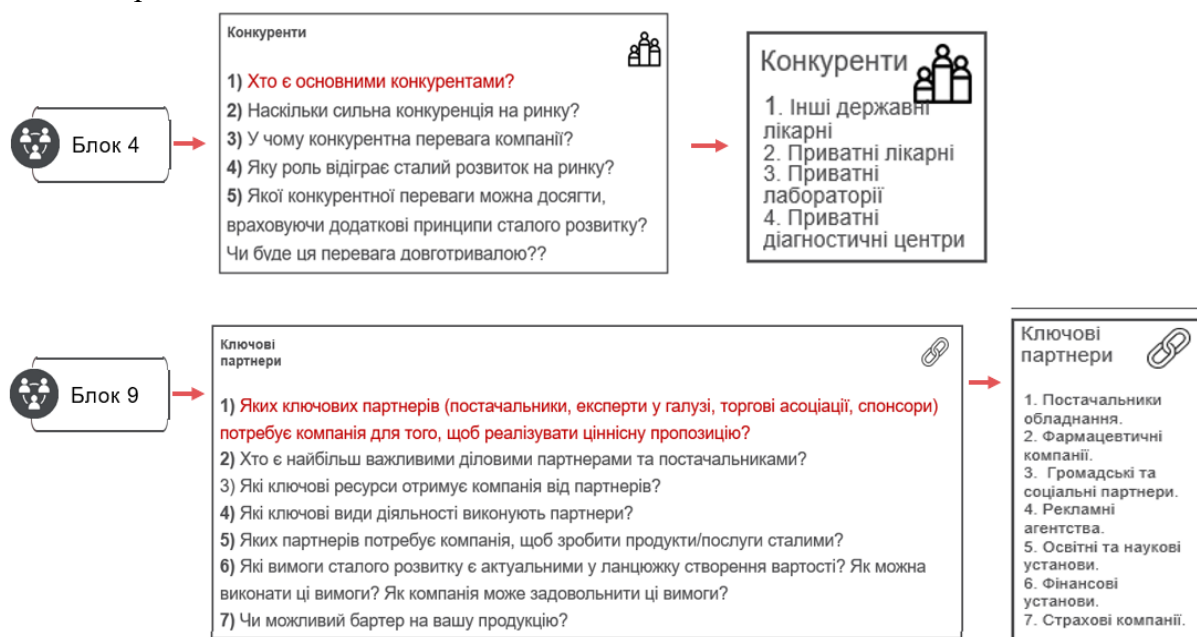 Блок 4
Конкуренти
1) Хто є основними конкурентами?
2) Наскільки сильна конкуренція на ринку?
3) У чому конкурентна перевага компанії?
4) Яку роль відіграє сталий розвиток на ринку?
5) Якої конкурентної переваги можна досягти,
враховуючи додаткові принципи сталого розвитку?
Чи буде ця перевага довготривалою??
Конкуренти
1. Інші державні
лікарні
2. Приватні лікарні
3. Приватні
лабораторії
4. Приватні
діагностичні центри
Блок 9
Ключові
партнери
1) Яких ключових партнерів (постачальники, експерти у галузі, торгові асоціації, спонсори)
потребує компанія для того, щоб реалізувати ціннісну пропозицію?
2) Хто є найбільш важливими діловими партнерами та постачальниками?
3) Які ключові ресурси отримує компанія від партнерів?
4) Які ключові види діяльності виконують партнери?
5) Яких партнерів потребує компанія, щоб зробити продукти/послуги сталими?
6) Які вимоги сталого розвитку є актуальними у ланцюжку створення вартості? Як можна
виконати ці вимоги? Як компанія може задовольнити ці вимоги?
7) Чи можливий бартер на вашу продукцію?
Ключові
партнери
1. Постачальники
обладнання.
2. Фармацевтичні
компанії.
3. Громадські та
соціальні партнери.
4. Рекламні
агентства.
5. Освітні та наукові
установи.
6. Фінансові
установи.
7. Страхові компанії.